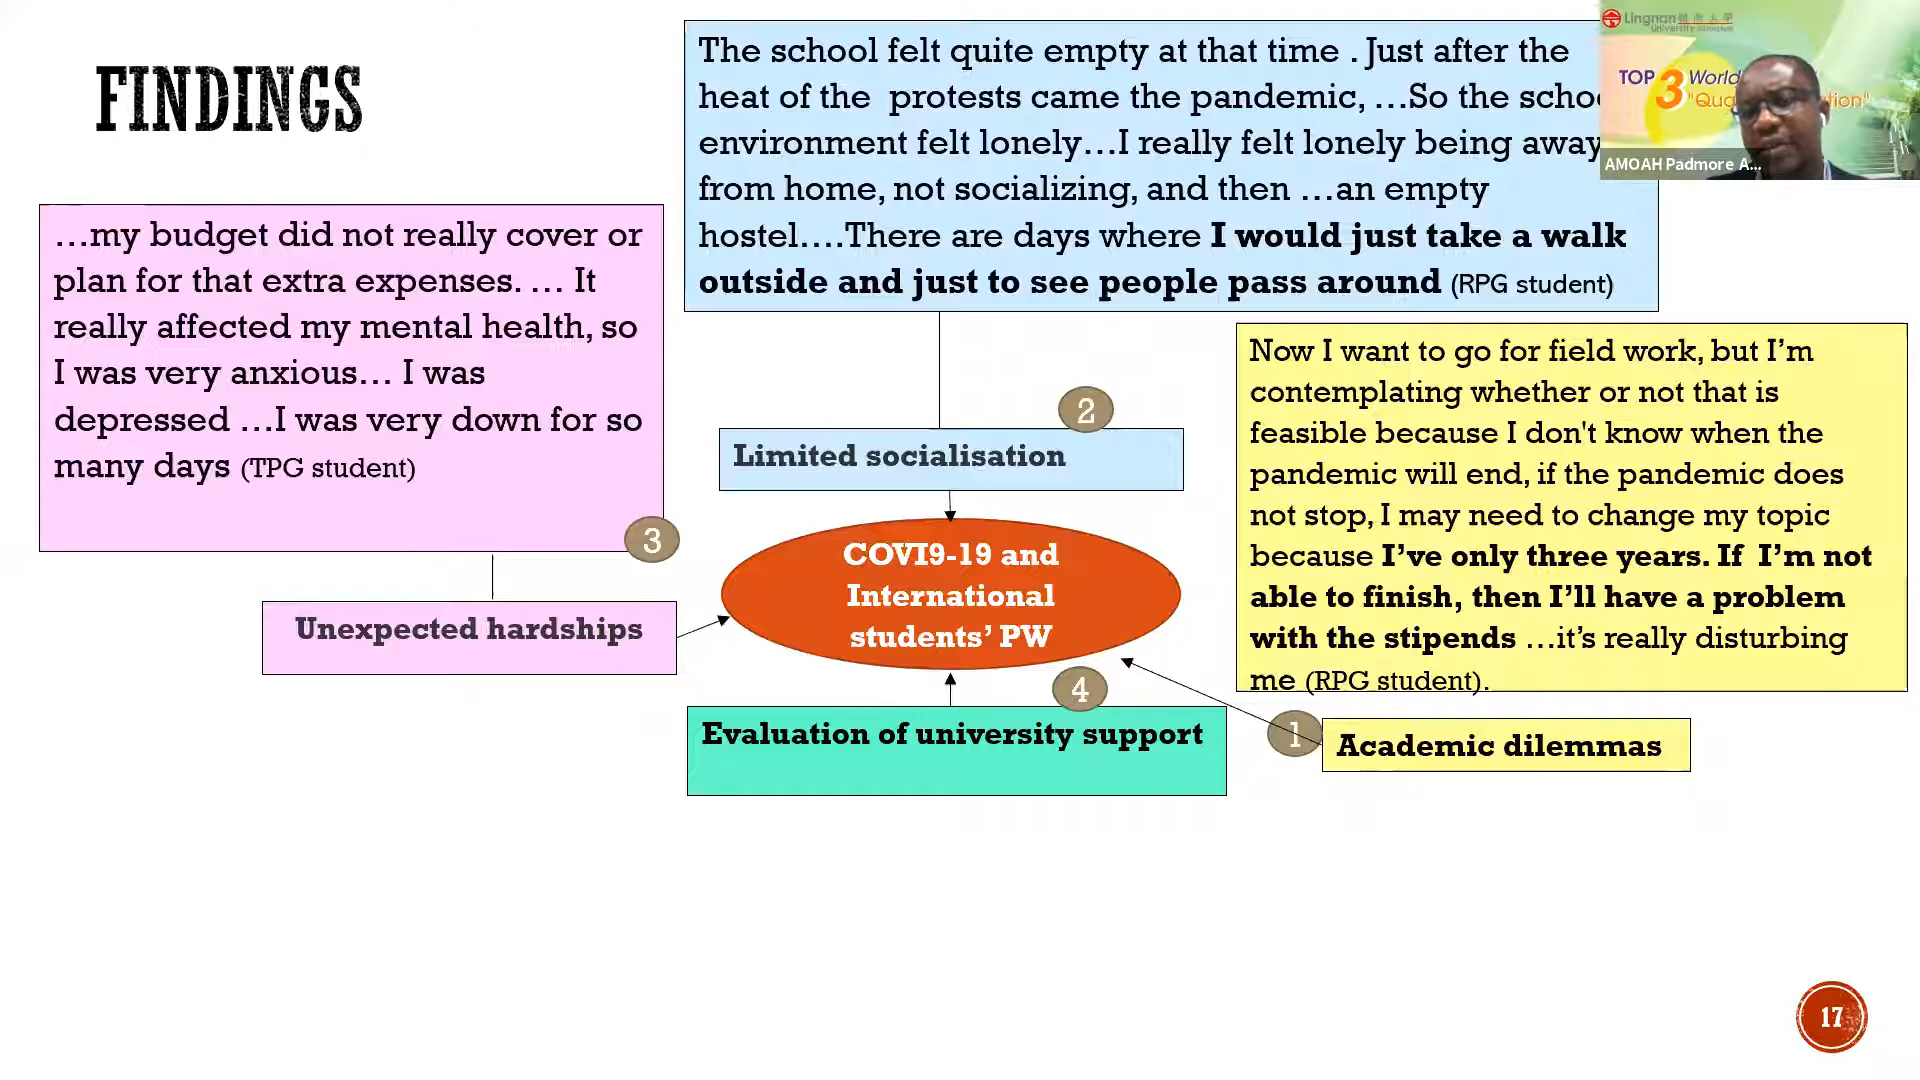 FINDINGS
The school felt quite empty at that time . Just after the
heat of the protests came the pandemic, …So the schoo
environment felt lonely…I really felt lonely being away
from home, not socializing, and then …an empty
hostel….There are days where I would just take a walk
outside and just to see people pass around (RPG student)
Lingnan
TOP 3 World
AMOAH Padmore A...
…my budget did not really cover or
plan for that extra expenses. … It
really affected my mental health, so
I was very anxious… I was
depressed …I was very down for so
many days (TPG student)
3
Unexpected hardships
2
Limited socialisation
COVI9-19 and
International
students’ PW
4
Evaluation of university support
Now I want to go for field work, but I’m
contemplating whether or not that is
feasible because I don't know when the
pandemic will end, if the pandemic does
not stop, I may need to change my topic
because I’ve only three years. If I’m not
able to finish, then I’ll have a problem
with the stipends …it’s really disturbing
me (RPG student).
1
Academic dilemmas
17